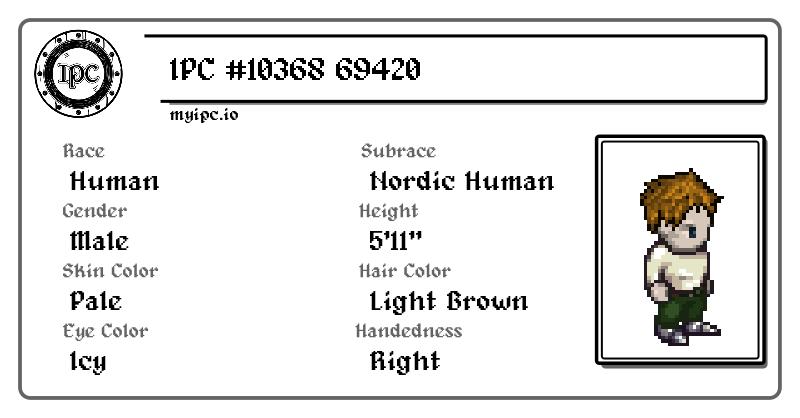 IPC
IPC #10368 69420
myipc.io
Race
Human
Subrace
Nordic Human
Gender
Male
Height
5'11"
Skin Color
Pale
Hair Color
Light Brown
Eye Color
Icy
Handedness
Right